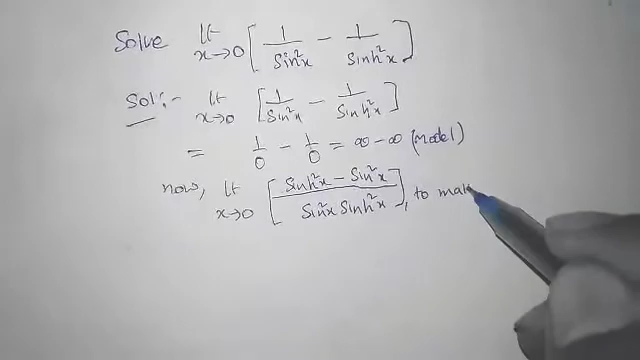 Solve lt x→0 [ 1/sin²x - 1/sinh²x ]
Sol:- lt x→0 [ 1/sin²x - 1/sinh²x ]
= 1/0 - 1/0 = ∞-∞ (model)
now, lt x→0 [ sinh²x - sin²x / sin²x sinh²x ], to mak